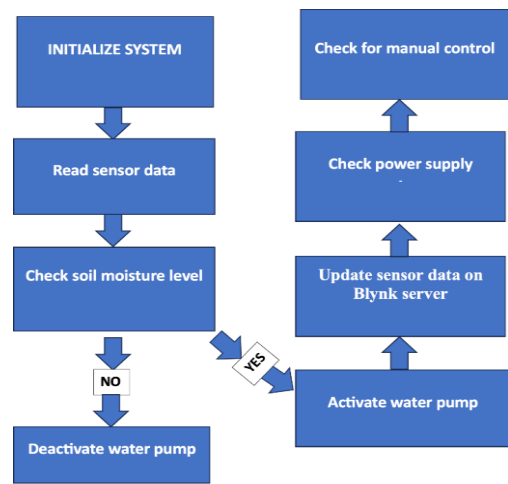 INITIALIZE SYSTEM
Read sensor data
Check soil moisture level
NO
Deactivate water pump
YES
Activate water pump
Update sensor data on
Blynk server
Check power supply
Check for manual control